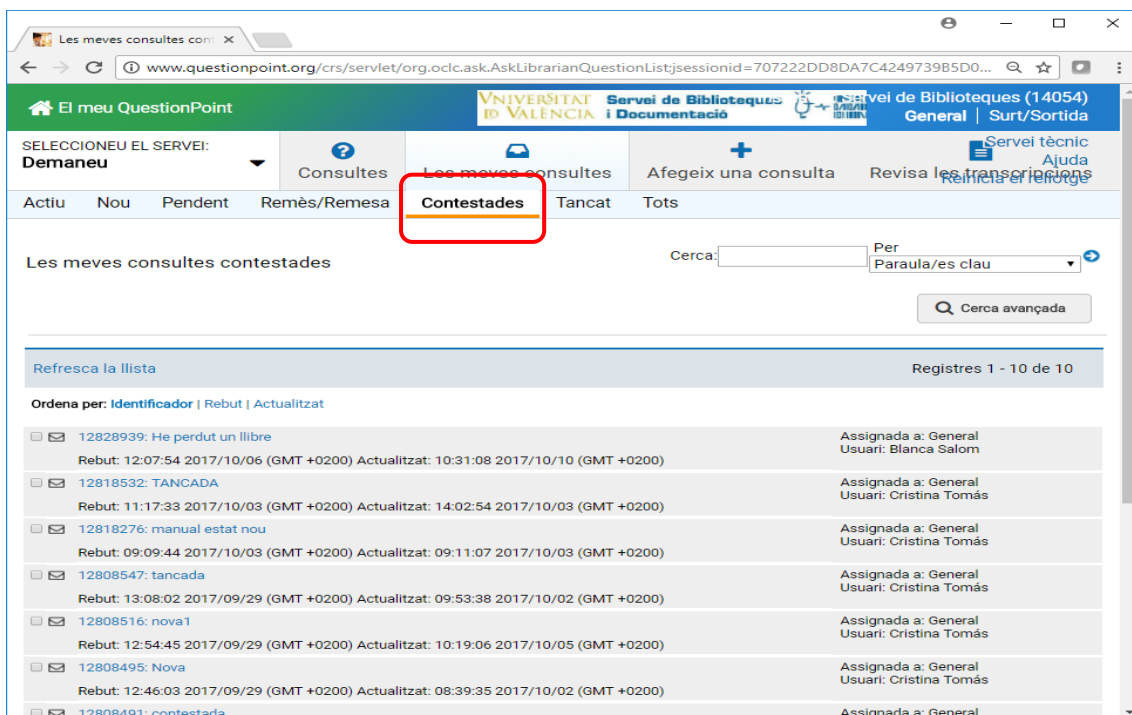 Les meves consultes cont
www.questionpoint.org/crs/servlet/org.oclc.ask.AskLibrarianQuestionList;jsessionid=707222DD8DA7C4249739B5D0...
El meu QuestionPoint
VNIVERSITAT ID VALÈNCIA
Servei de Biblioteques i Documentació
Servei de Biblioteques (14054)
General | Surt/Sortida
SELECCIONEU EL SERVEI:
Demaneu
Consultes
Les meves consultes
Afegeix una consulta
Revisa les transcripcions
Servei tècnic
Ajuda
Reinicia el rellotge
Actiu Nou Pendent Remès/Remesa Contestades Tancat Tots
Les meves consultes contestades
Cerca:
Per
Paraula/es clau
Cerca avançada
Refresca la llista
Registres 1 - 10 de 10
Ordena per: Identificador | Rebut | Actualitzat
12828939: He perdut un llibre
Assignada a: General
Usuari: Blanca Salom
Rebut: 12:07:54 2017/10/06 (GMT +0200) Actualitzat: 10:31:08 2017/10/10 (GMT +0200)
12818532: TANCADA
Assignada a: General
Usuari: Cristina Tomás
Rebut: 11:17:33 2017/10/03 (GMT +0200) Actualitzat: 14:02:54 2017/10/03 (GMT +0200)
12818276: manual estat nou
Assignada a: General
Usuari: Cristina Tomás
Rebut: 09:09:44 2017/10/03 (GMT +0200) Actualitzat: 09:11:07 2017/10/03 (GMT +0200)
12808547: tancada
Assignada a: General
Usuari: Cristina Tomás
Rebut: 13:08:02 2017/09/29 (GMT +0200) Actualitzat: 09:53:38 2017/10/02 (GMT +0200)
12808516: nova1
Assignada a: General
Usuari: Cristina Tomás
Rebut: 12:54:45 2017/09/29 (GMT +0200) Actualitzat: 10:19:06 2017/10/05 (GMT +0200)
12808495: Nova
Assignada a: General
Usuari: Cristina Tomás
Rebut: 12:46:03 2017/09/29 (GMT +0200) Actualitzat: 08:39:35 2017/10/02 (GMT +0200)
12808491: contestada
Assignada a: General